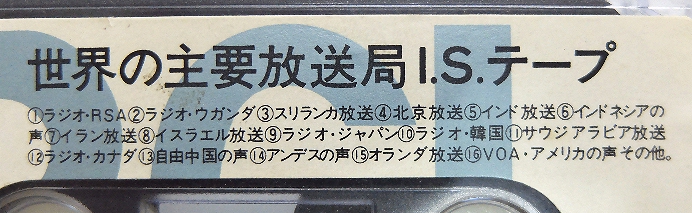 世界の主要放送局I.S.テープ
①ラジオ・RSA②ラジオ・ウガンダ③スリランカ放送④北京放送⑤インド放送⑥インドネシアの
声⑦イラン放送⑧イスラエル放送⑨ラジオ・ジャパン⑩ラジオ・韓国⑪サウジアラビア放送
⑫ラジオ・カナダ⑬自由中国の声⑭アンデスの声⑮オランダ放送⑯VOA・アメリカの声その他。